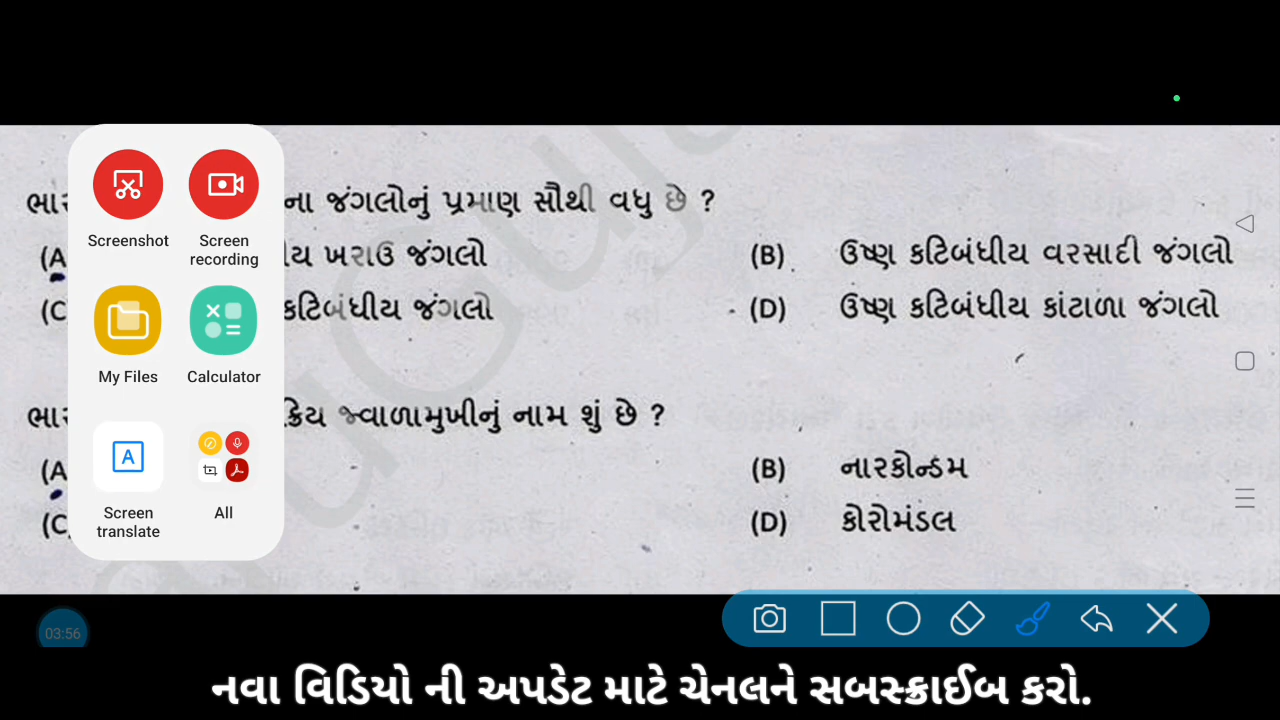 ના જંગલોનું પ્રમાણ સૌથી વધુ છે ?
(A ીય ખરાઉ જંગલો (B) ઉષ્ણ કટિબંધીય વરસાદી જંગલો
(C કટિબંધીય જંગલો (D) ઉષ્ણ કટિબંધીય કાંટાળા જંગલો
જ્વાળામુખીનું નામ શું છે ?
(A (B) નારકોન્ડમ
(C (D) કોરોમંડલ
Screenshot
Screen recording
My Files
Calculator
A
Screen translate
All
03:56
નવા વિડિયો ની અપડેટ માટે ચેનલને સબસ્ક્રાઈબ કરો.